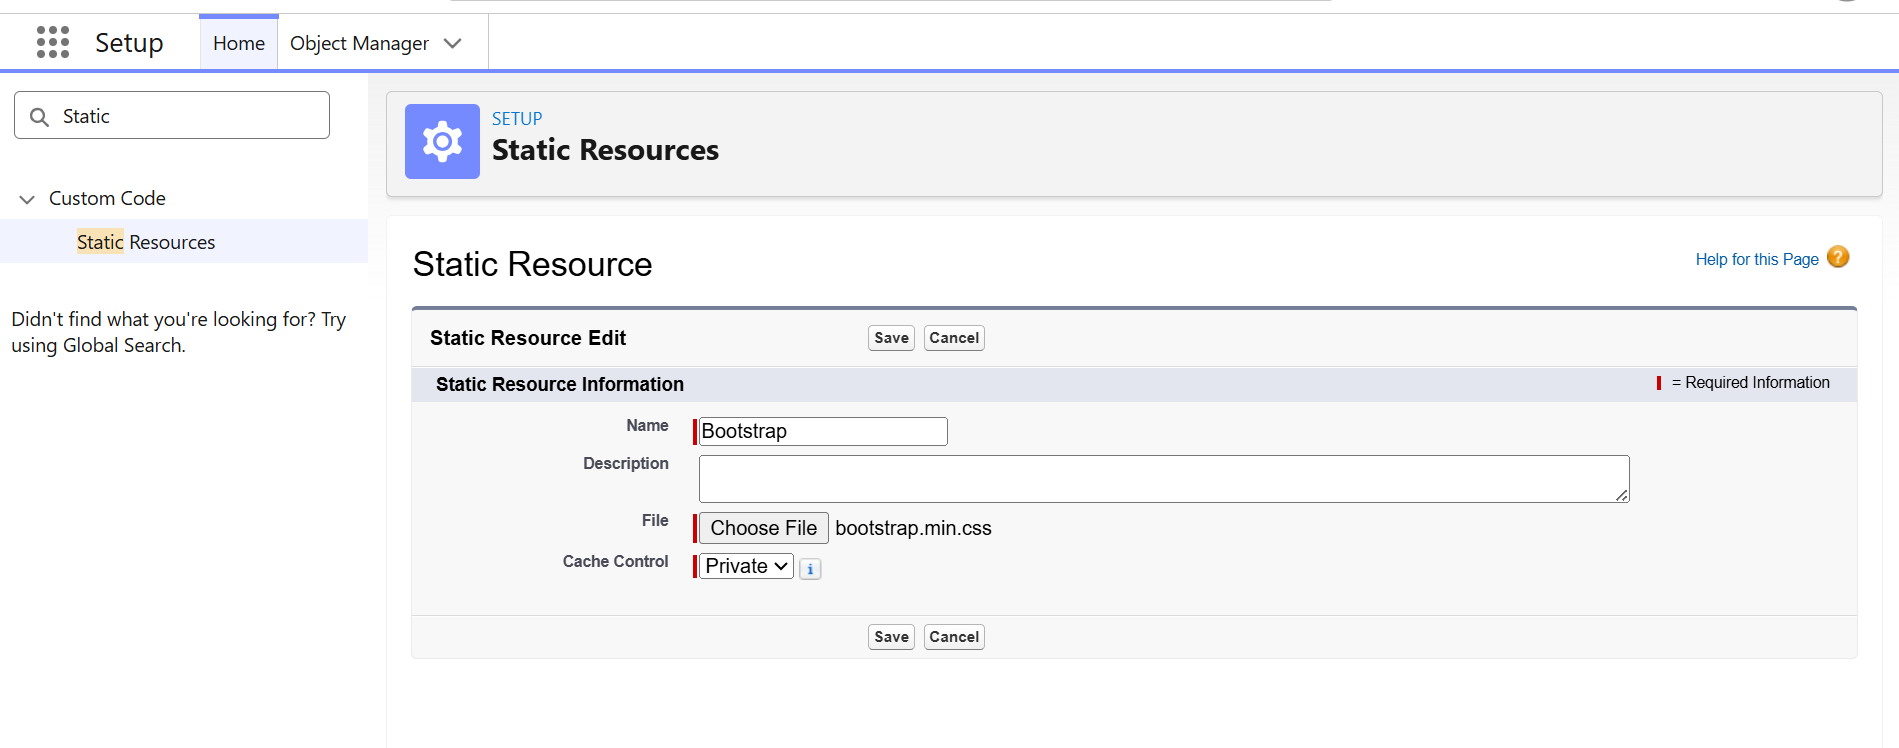 Setup
Home
Object Manager
Static
SETUP
Static Resources
Custom Code
Static Resources
Didn't find what you're looking for? Try
using Global Search.
Static Resource
Help for this Page ?
Static Resource Edit
Save Cancel
Static Resource Information
= Required Information
Name
Bootstrap
Description
File
Choose File bootstrap.min.css
Cache Control
Private
i
Save Cancel